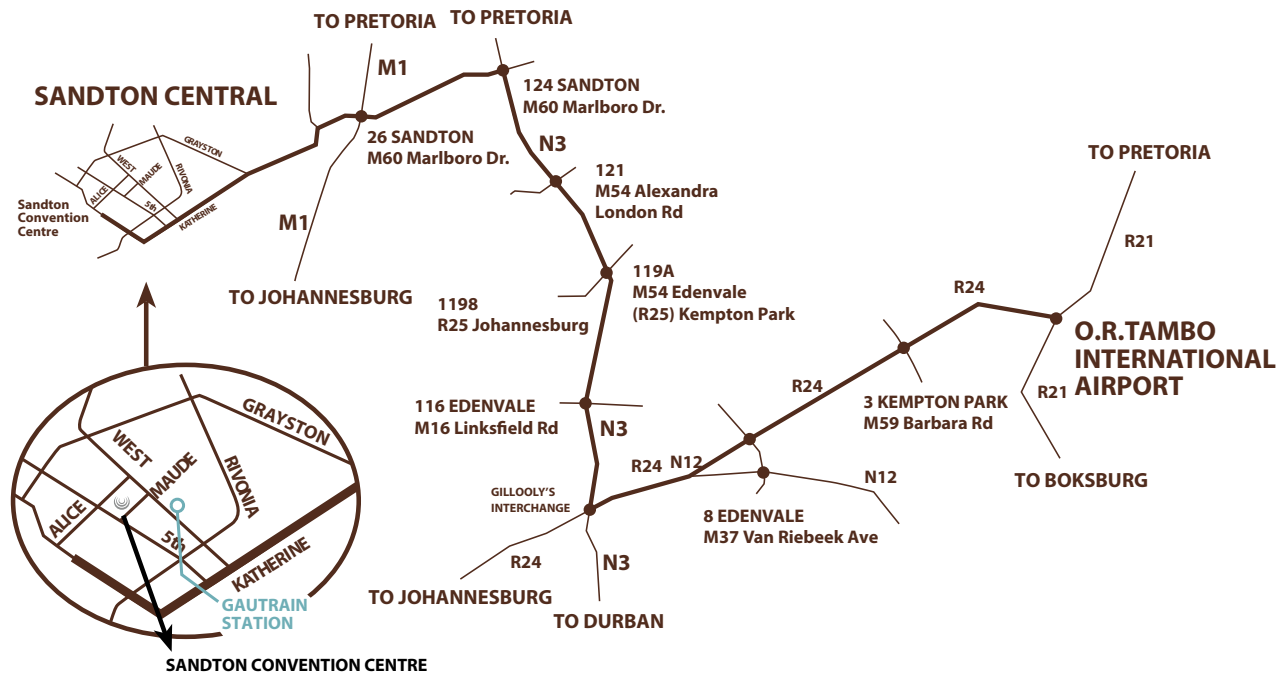 TO PRETORIA
TO PRETORIA
M1
SANDTON CENTRAL
124 SANDTON
M60 Marlboro Dr.
26 SANDTON
M60 Marlboro Dr.
N3
GRAYSTON
WEST
MAUDE
RIVONIA
ALICE
5th
KATHERINE
Sandton
Convention
Centre
121
M54 Alexandra
London Rd
M1
TO JOHANNESBURG
TO PRETORIA
R21
119A
M54 Edenvale
(R25) Kempton Park
1198
R25 Johannesburg
R24
O.R.TAMBO
INTERNATIONAL
AIRPORT
R24
R21
3 KEMPTON PARK
M59 Barbara Rd
116 EDENVALE
M16 Linksfield Rd
N3
R24
N12
N12
TO BOKSBURG
GILLOOLY'S
INTERCHANGE
8 EDENVALE
M37 Van Riebeek Ave
R24
N3
TO JOHANNESBURG
TO DURBAN
GRAYSTON
WEST
MAUDE
RIVONIA
ALICE
5th
KATHERINE
GAUTRAIN
STATION
SANDTON CONVENTION CENTRE